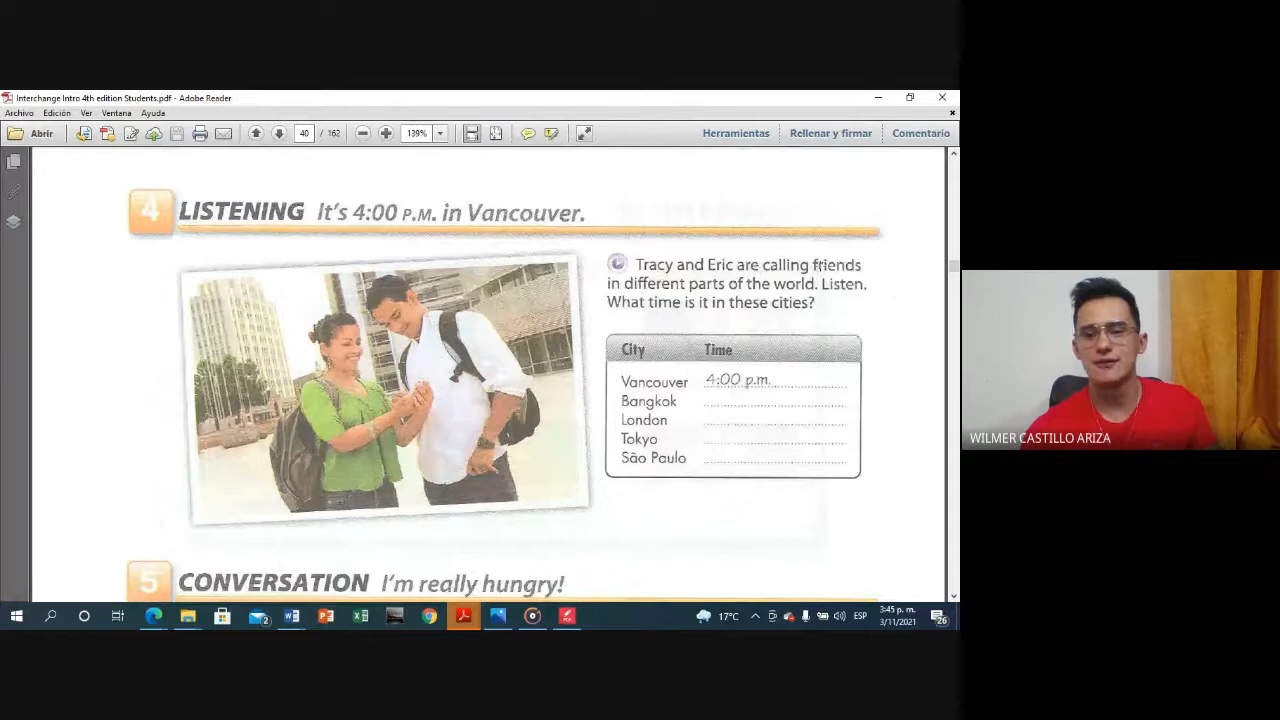 Interchange Intro 4th edition Students.pdf - Adobe Reader
Archivo Edición Ver Ventana Ayuda
Abrir 40 / 162 139% Herramientas Rellenar y firmar Comentario
4 LISTENING It's 4:00 P.M. in Vancouver.
Tracy and Eric are calling friends
in different parts of the world. Listen.
What time is it in these cities?
City Time
Vancouver 4:00 p.m.
Bangkok
London
Tokyo
São Paulo
5 CONVERSATION I'm really hungry!
WILMER CASTILLO ARIZA
2 17°C ESP 3:45 p. m.
3/11/2021 26